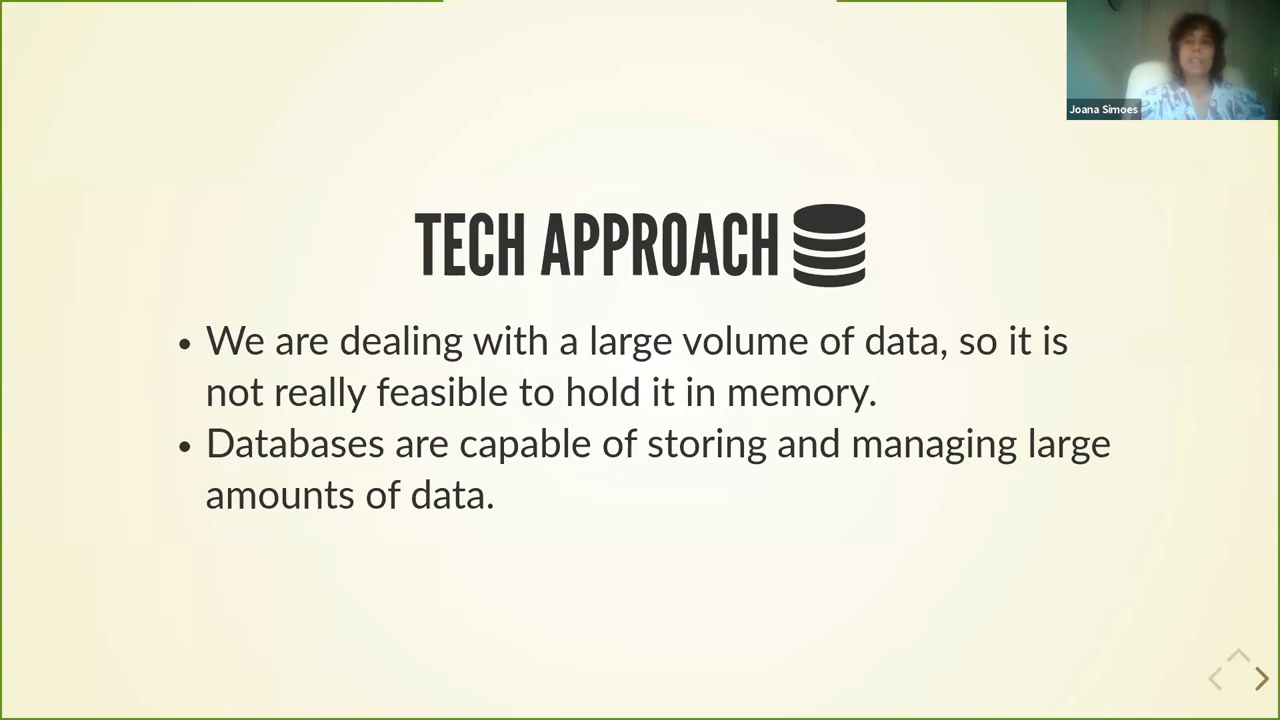 Joana Simoes
TECH APPROACH
• We are dealing with a large volume of data, so it is
not really feasible to hold it in memory.
• Databases are capable of storing and managing large
amounts of data.